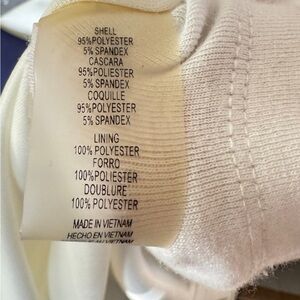 SHELL
95%POLYESTER
5% SPANDEX
CASCARA
95%POLIESTER
5% SPANDEX
COQUILLE
95%POLYESTER
5% SPANDEX
LINING
100% POLYESTER
FORRO
100%POLIESTER
DOUBLURE
100% POLYESTER
MADE IN VIETNAM
HECHO EN VIETNAM